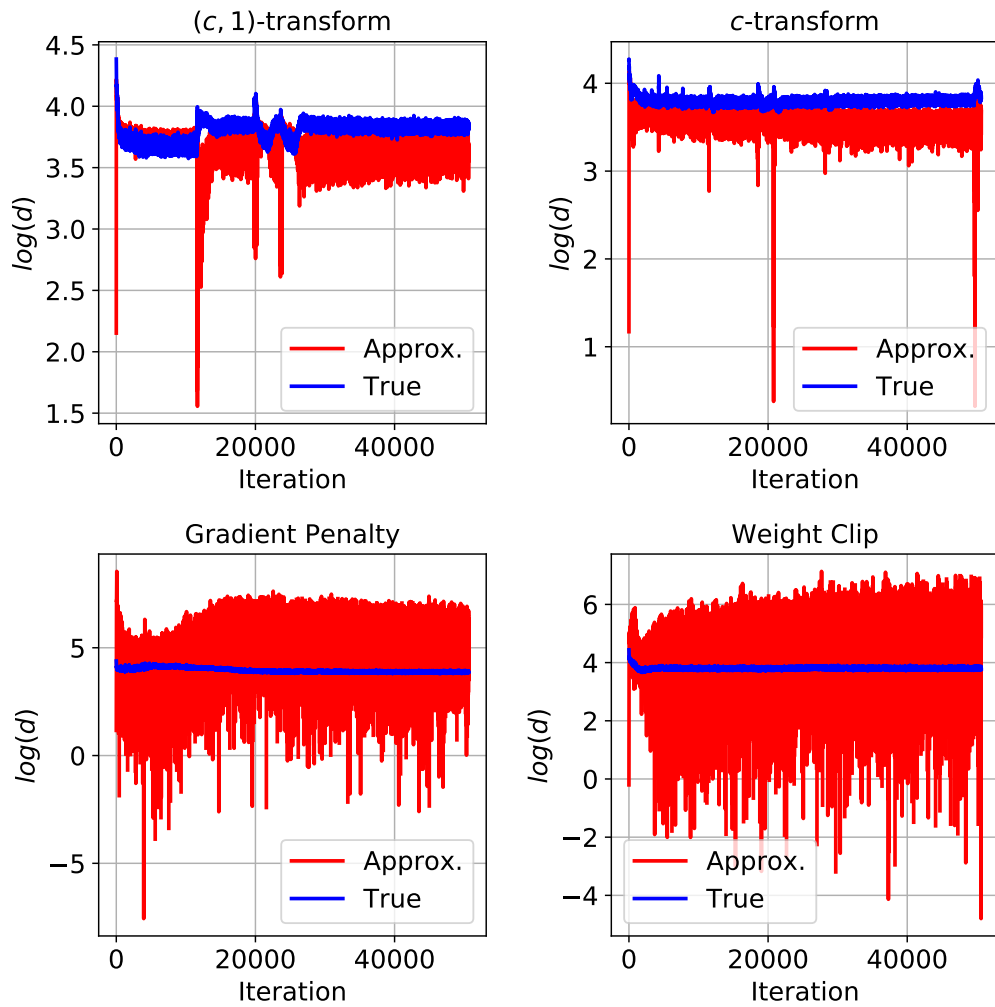 (c, 1)-transform
4.5
4.0
3.5
3.0
2.5
2.0
1.5
log(d)
Approx.
True
0 20000 40000
Iteration
c-transform
4
3
2
1
log(d)
Approx.
True
0 20000 40000
Iteration
Gradient Penalty
5
0
−5
log(d)
Approx.
True
0 20000 40000
Iteration
Weight Clip
6
4
2
0
−2
−4
log(d)
Approx.
True
0 20000 40000
Iteration